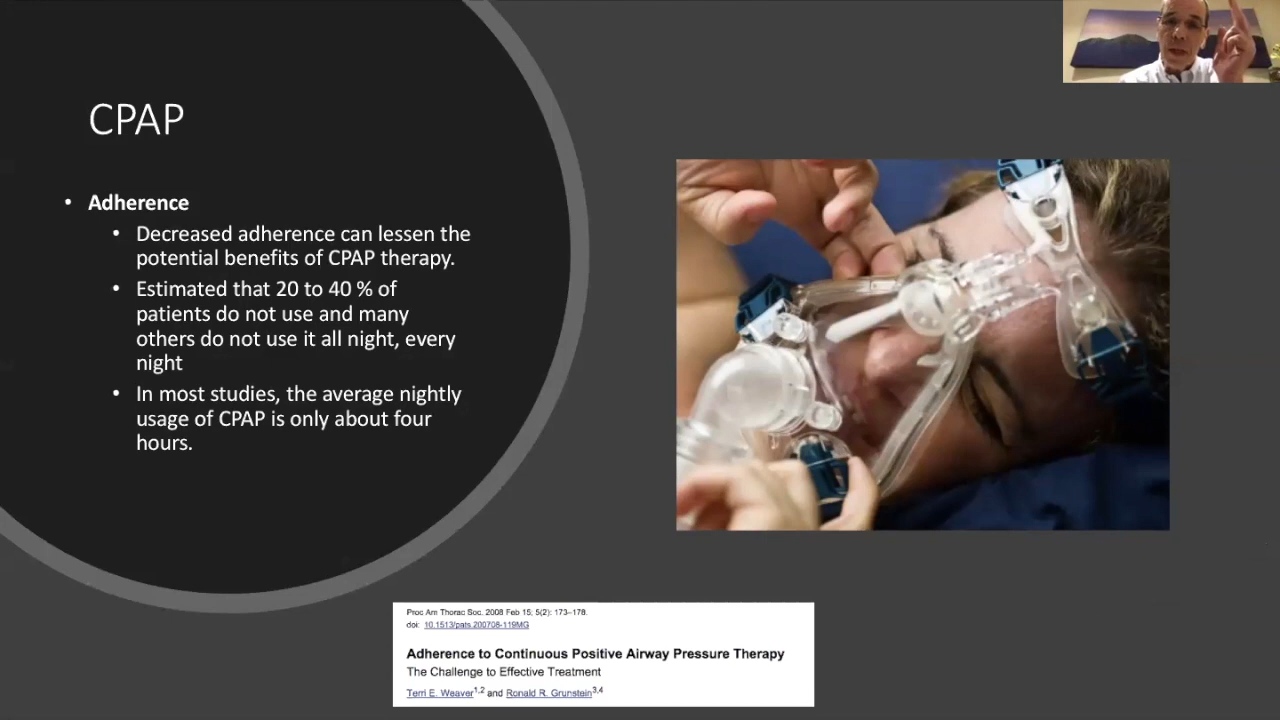 CPAP
• Adherence
• Decreased adherence can lessen the
potential benefits of CPAP therapy.
• Estimated that 20 to 40 % of
patients do not use and many
others do not use it all night, every
night
• In most studies, the average nightly
usage of CPAP is only about four
hours.
Proc Am Thorac Soc. 2008 Feb 15; 5(2): 173–178.
doi: 10.1513/pats.200708-119MG
Adherence to Continuous Positive Airway Pressure Therapy
The Challenge to Effective Treatment
Terri E. Weaver1,2 and Ronald R. Grunstein3,4